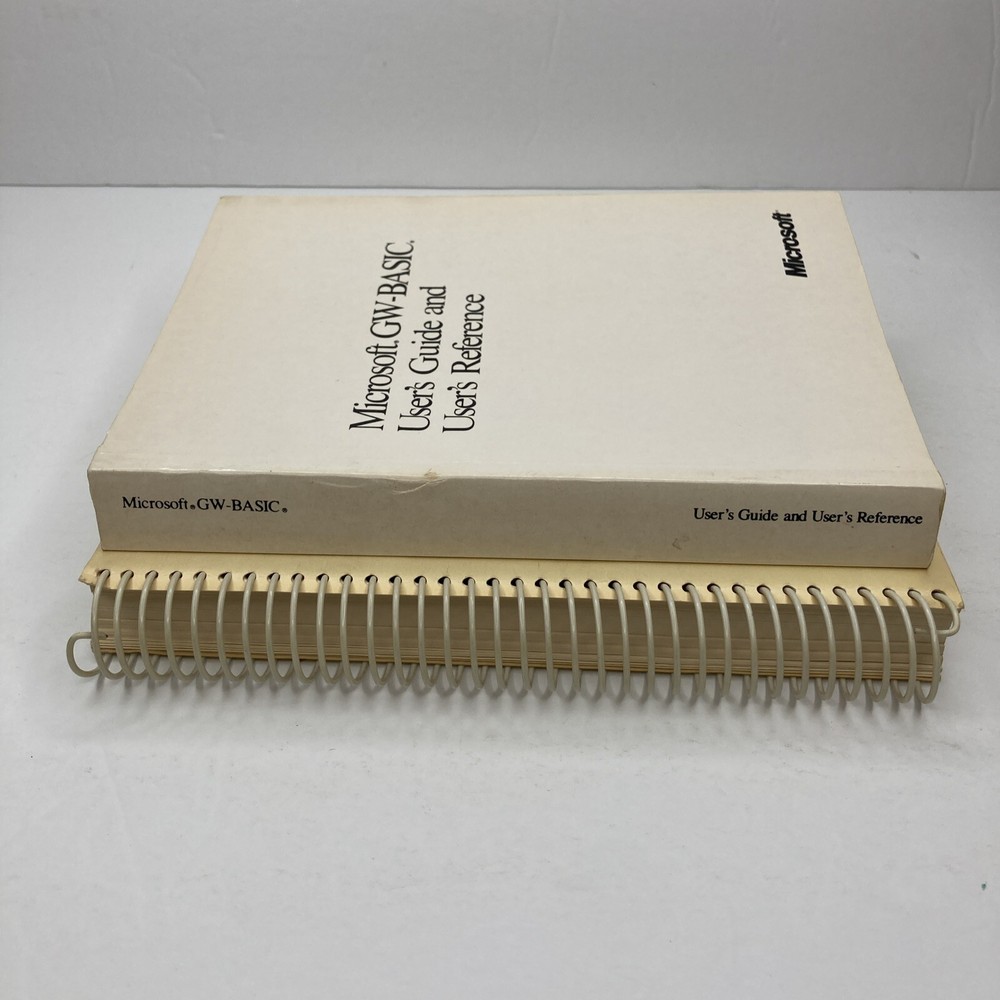 Microsoft® GW-BASIC®
User's Guide and
User's Reference
Microsoft®
Microsoft® GW-BASIC®
User's Guide and User's Reference